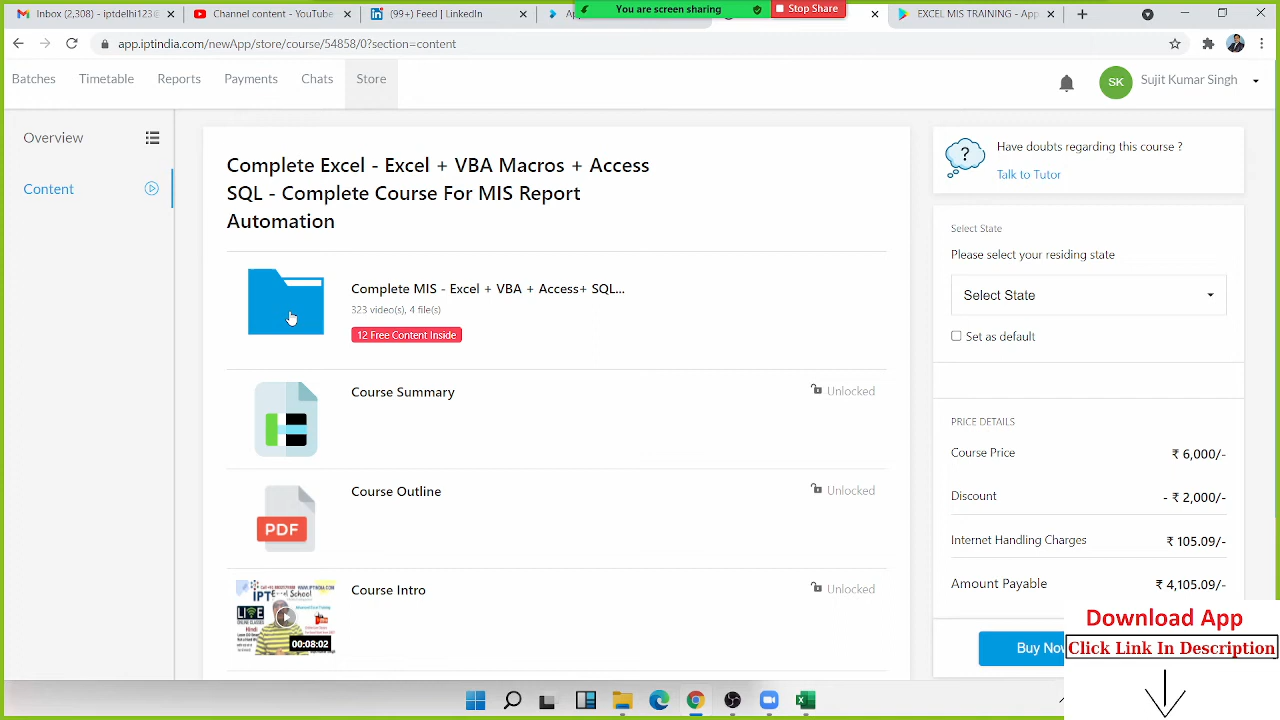 Inbox (2,308) - iptdelhi123@
Channel content - YouTube
(99+) Feed | LinkedIn
You are screen sharing
Stop Share
EXCEL MIS TRAINING - App
app.iptindia.com/newApp/store/course/54858/0?section=content
Batches
Timetable
Reports
Payments
Chats
Store
SK
Sujit Kumar Singh
Overview
Content
Complete Excel - Excel + VBA Macros + Access
SQL - Complete Course For MIS Report
Automation
Complete MIS - Excel + VBA + Access+ SQL...
323 video(s), 4 file(s)
12 Free Content Inside
Course Summary
Unlocked
Course Outline
Unlocked
PDF
Course Intro
Unlocked
00:08:02
Have doubts regarding this course ?
Talk to Tutor
Select State
Please select your residing state
Select State
Set as default
PRICE DETAILS
Course Price
₹ 6,000/-
Discount
- ₹ 2,000/-
Internet Handling Charges
₹ 105.09/-
Amount Payable
₹ 4,105.09/-
Download App
Click Link In Description